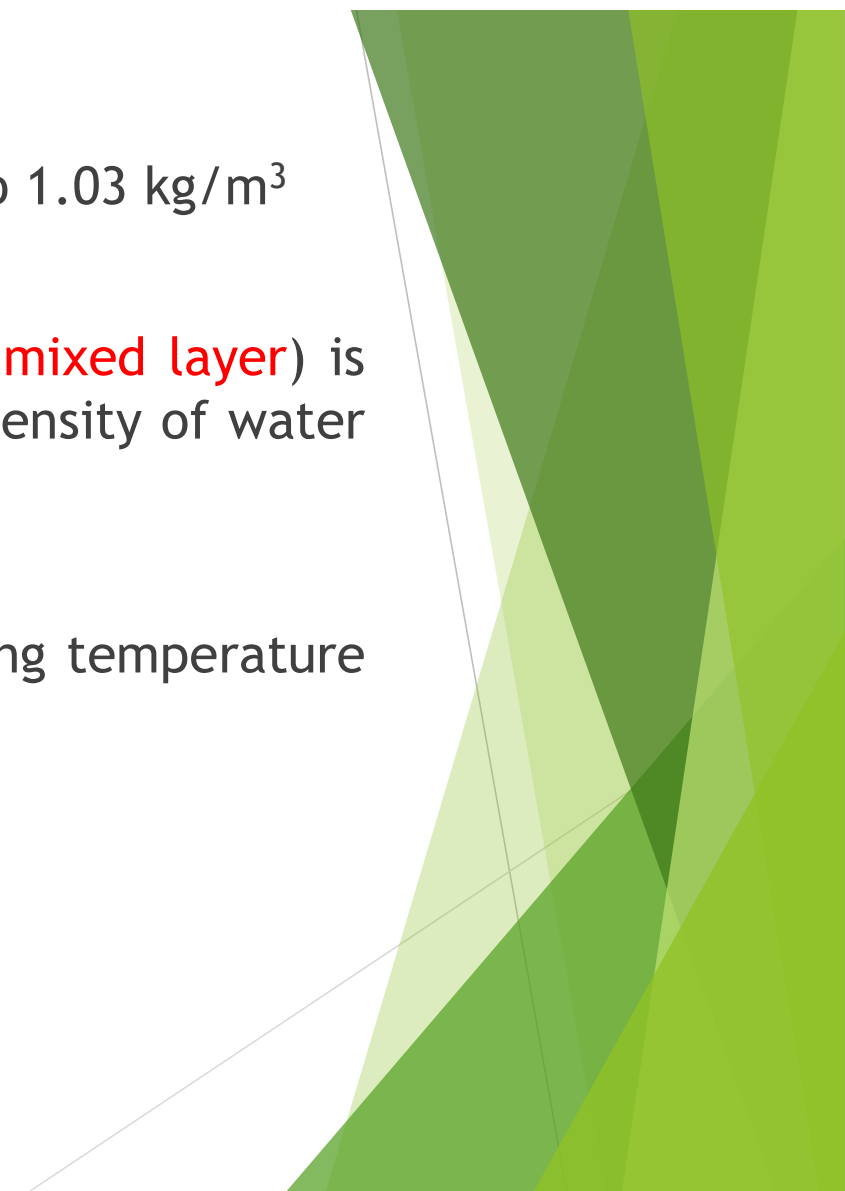 o 1.03 kg/m³
mixed layer) is
ensity of water
ng temperature